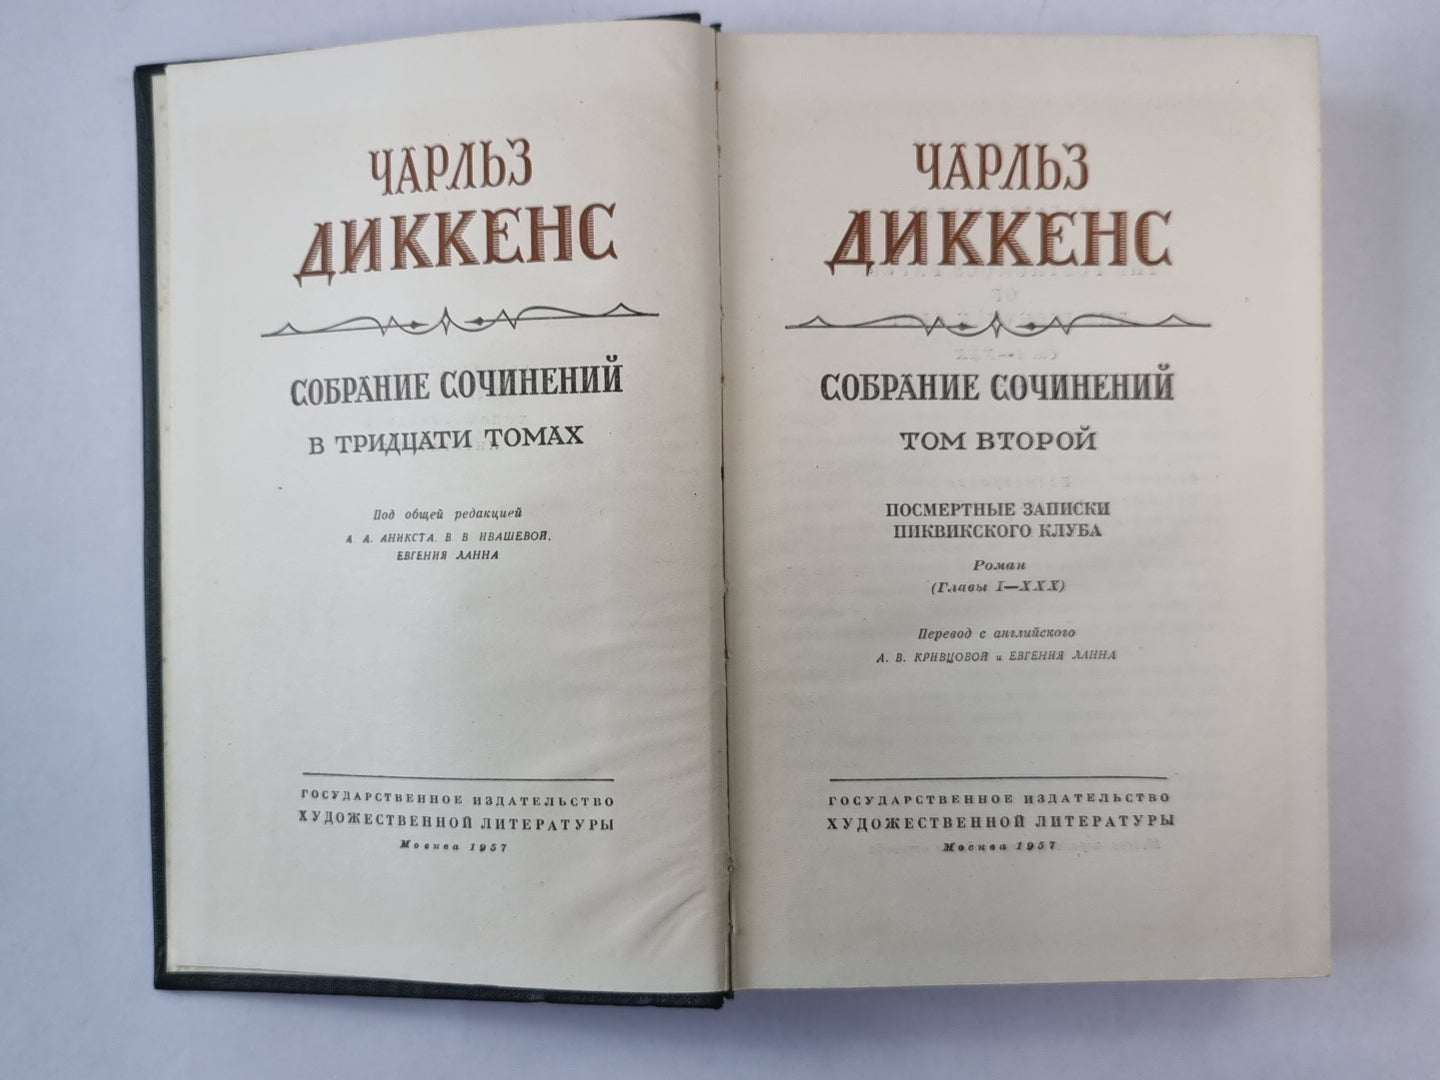 ЧАРЛЬЗ
ДИККЕНС
СОБРАНИЕ СОЧИНЕНИЙ
В ТРИДЦАТИ ТОМАХ
Под общей редакцией
А. А. АНИКСТА, В. В. ИВАШЕВОЙ,
ЕВГЕНИЯ ЛАННА
ГОСУДАРСТВЕННОЕ ИЗДАТЕЛЬСТВО
ХУДОЖЕСТВЕННОЙ ЛИТЕРАТУРЫ
Москва 1957
ЧАРЛЬЗ
ДИККЕНС
СОБРАНИЕ СОЧИНЕНИЙ
ТОМ ВТОРОЙ
ПОСМЕРТНЫЕ ЗАПИСКИ
ПИКВИКСКОГО КЛУБА
Роман
(Главы I—XXX)
Перевод с английского
А. В. КРИВЦОВОЙ и ЕВГЕНИЯ ЛАННА
ГОСУДАРСТВЕННОЕ ИЗДАТЕЛЬСТВО
ХУДОЖЕСТВЕННОЙ ЛИТЕРАТУРЫ
Москва 1957